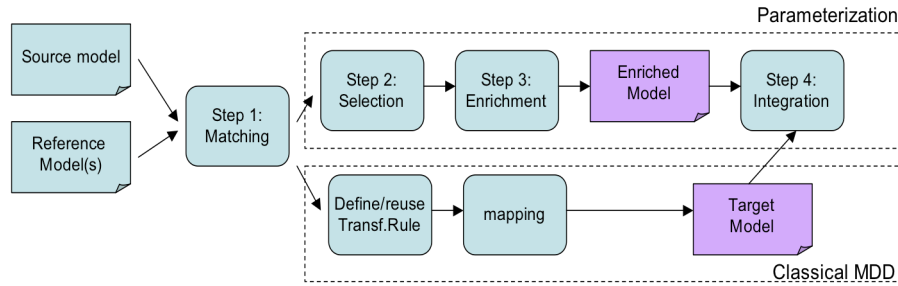 Parameterization
Source model
Step 2:
Selection
Step 3:
Enrichment
Enriched
Model
Step 4:
Integration
Step 1:
Matching
Reference
Model(s)
Define/reuse
Transf.Rule
mapping
Target
Model
Classical MDD